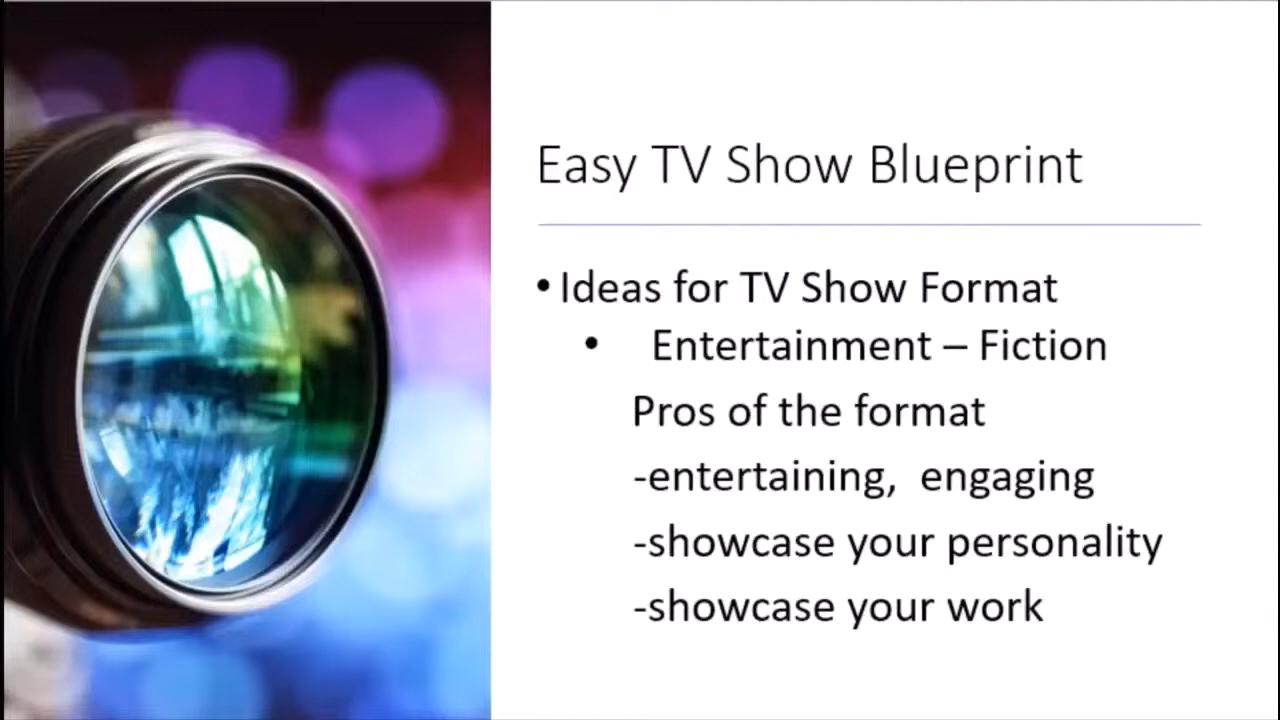 Easy TV Show Blueprint
• Ideas for TV Show Format
• Entertainment – Fiction
Pros of the format
-entertaining, engaging
-showcase your personality
-showcase your work